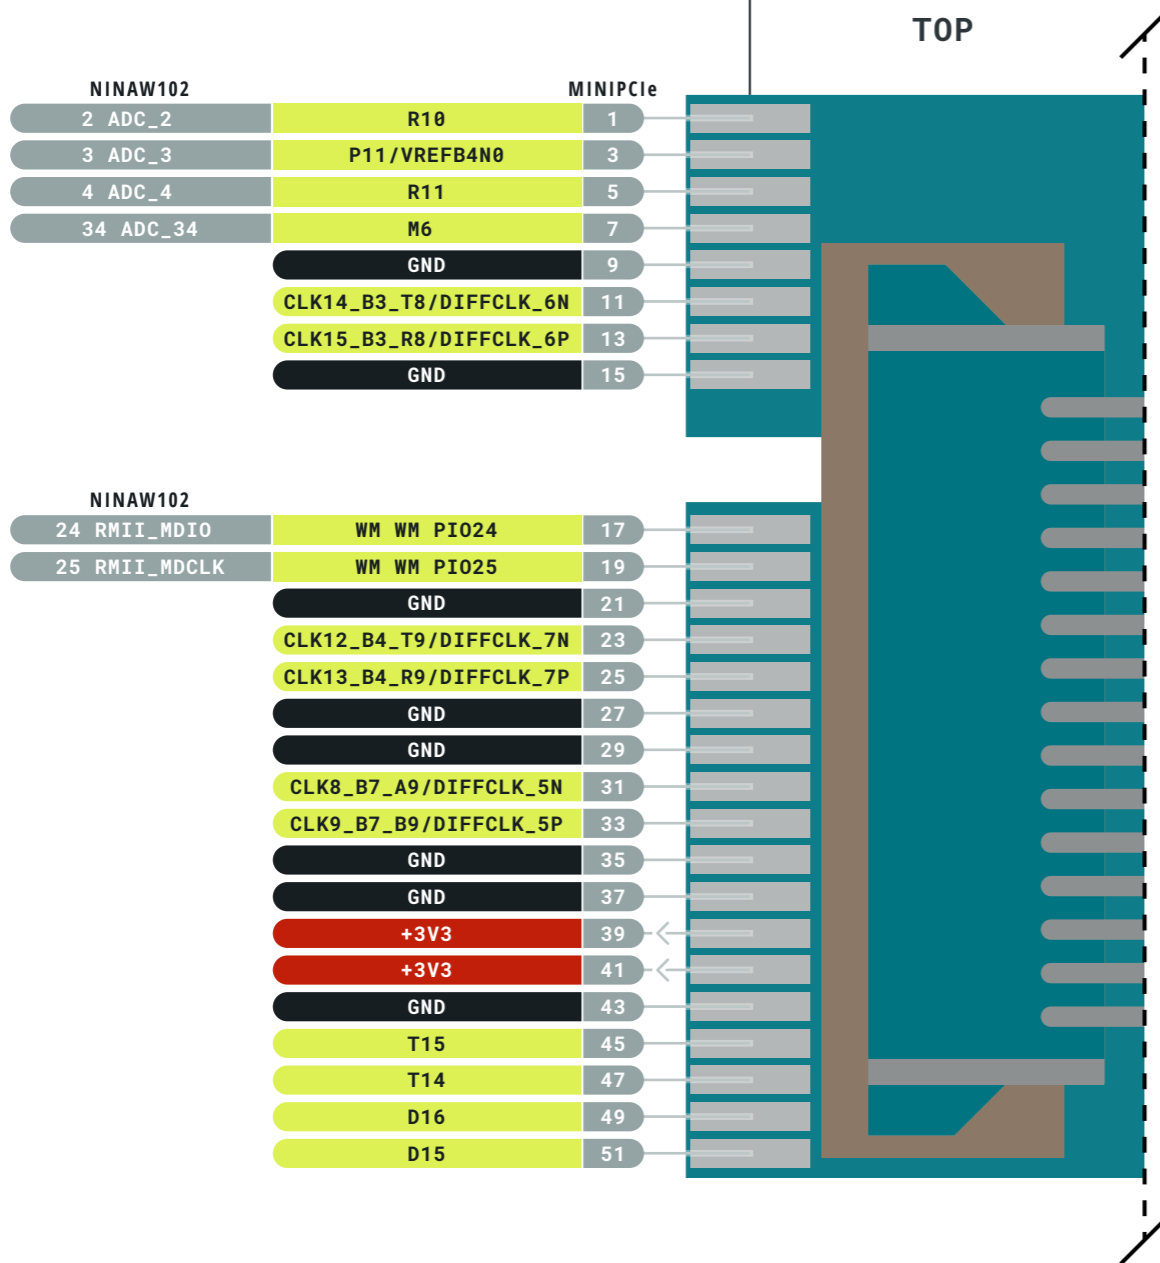 TOP
NINAW102 MINIPCIe
2 ADC_2 R10 1
3 ADC_3 P11/VREFB4N0 3
4 ADC_4 R11 5
34 ADC_34 M6 7
GND 9
CLK14_B3_T8/DIFFCLK_6N 11
CLK15_B3_R8/DIFFCLK_6P 13
GND 15
NINAW102
24 RMII_MDIO WM WM PIO24 17
25 RMII_MDCLK WM WM PIO25 19
GND 21
CLK12_B4_T9/DIFFCLK_7N 23
CLK13_B4_R9/DIFFCLK_7P 25
GND 27
GND 29
CLK8_B7_A9/DIFFCLK_5N 31
CLK9_B7_B9/DIFFCLK_5P 33
GND 35
GND 37
+3V3 39
+3V3 41
GND 43
T15 45
T14 47
D16 49
D15 51